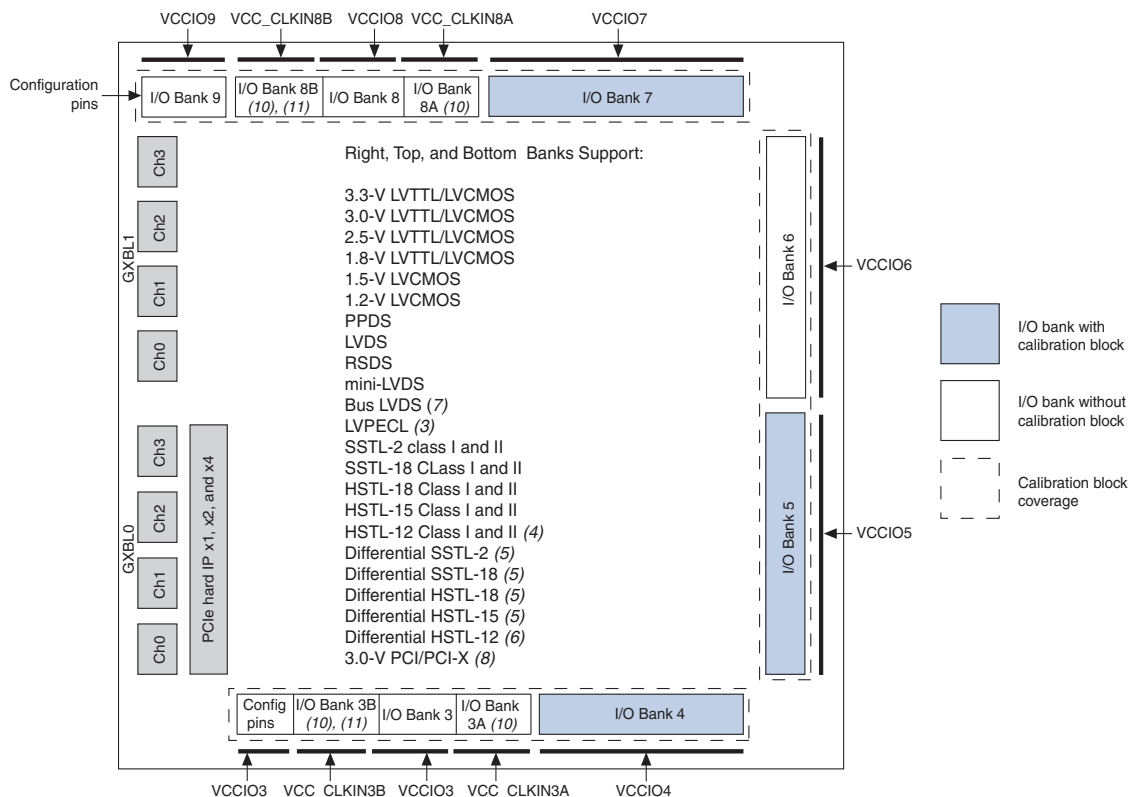 VCCIO9 VCC_CLKIN8B VCCIO8 VCC_CLKIN8A VCCIO7
Configuration
pins
I/O Bank 9
I/O Bank 8B
(10), (11)
I/O Bank 8
I/O Bank
8A (10)
I/O Bank 7
Ch3
Ch2
Ch1
Ch0
GXBL1
Ch3
Ch2
Ch1
Ch0
GXBL0
PCIe hard IP x1, x2, and x4
Right, Top, and Bottom Banks Support:
3.3-V LVTTL/LVCMOS
3.0-V LVTTL/LVCMOS
2.5-V LVTTL/LVCMOS
1.8-V LVTTL/LVCMOS
1.5-V LVCMOS
1.2-V LVCMOS
PPDS
LVDS
RSDS
mini-LVDS
Bus LVDS (7)
LVPECL (3)
SSTL-2 class I and II
SSTL-18 CLass I and II
HSTL-18 Class I and II
HSTL-15 Class I and II
HSTL-12 Class I and II (4)
Differential SSTL-2 (5)
Differential SSTL-18 (5)
Differential HSTL-18 (5)
Differential HSTL-15 (5)
Differential HSTL-12 (6)
3.0-V PCI/PCI-X (8)
I/O Bank 6
VCCIO6
I/O Bank 5
VCCIO5
I/O bank with
calibration block
I/O bank without
calibration block
Calibration block
coverage
Config
pins
I/O Bank 3B
(10), (11)
I/O Bank 3
I/O Bank
3A (10)
I/O Bank 4
VCCIO3 VCC_CLKIN3B VCCIO3 VCC_CLKIN3A VCCIO4